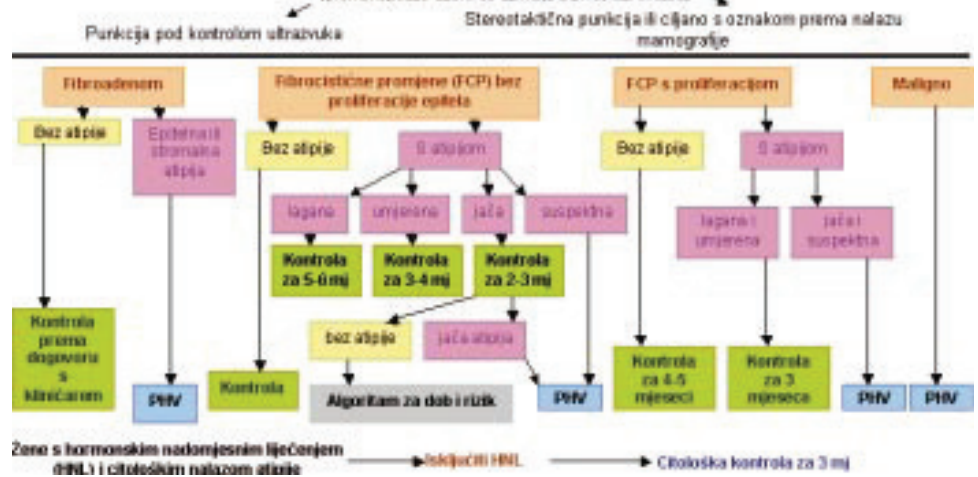 Punkcija pod kontrolom ultrazvuka
Stereotaktična punkcija ili ciljano s oznakom prema nalazu
mamografije
Fibroadenom
Fibrocistične promjene (FCP) bez
proliferacije epitela
FCP s proliferacijom
Maligno
Bez atipije
Epitelna ili
stromalna
atipija
Bez atipije
S atipijom
Bez atipije
S atipijom
lagana
umjerena
jača
suspektna
lagana i
umjerena
jača i
suspektna
Kontrola
za 5-6 mj
Kontrola
za 3-4 mj
Kontrola
za 2-3 mj
Kontrola
prema
dogovoru
s
kliničarom
bez atipije
jača atipija
PHV
Kontrola
Algoritam za dob i rizik
PHV
Kontrola
za 4-5
mjeseci
Kontrola
za 3
mjeseca
PHV
PHV
Žene s hormonskim nadomjesnim liječenjem
(HNL) i citološkim nalazom atipije
Isključiti HNL
Citološka kontrola za 3 mj